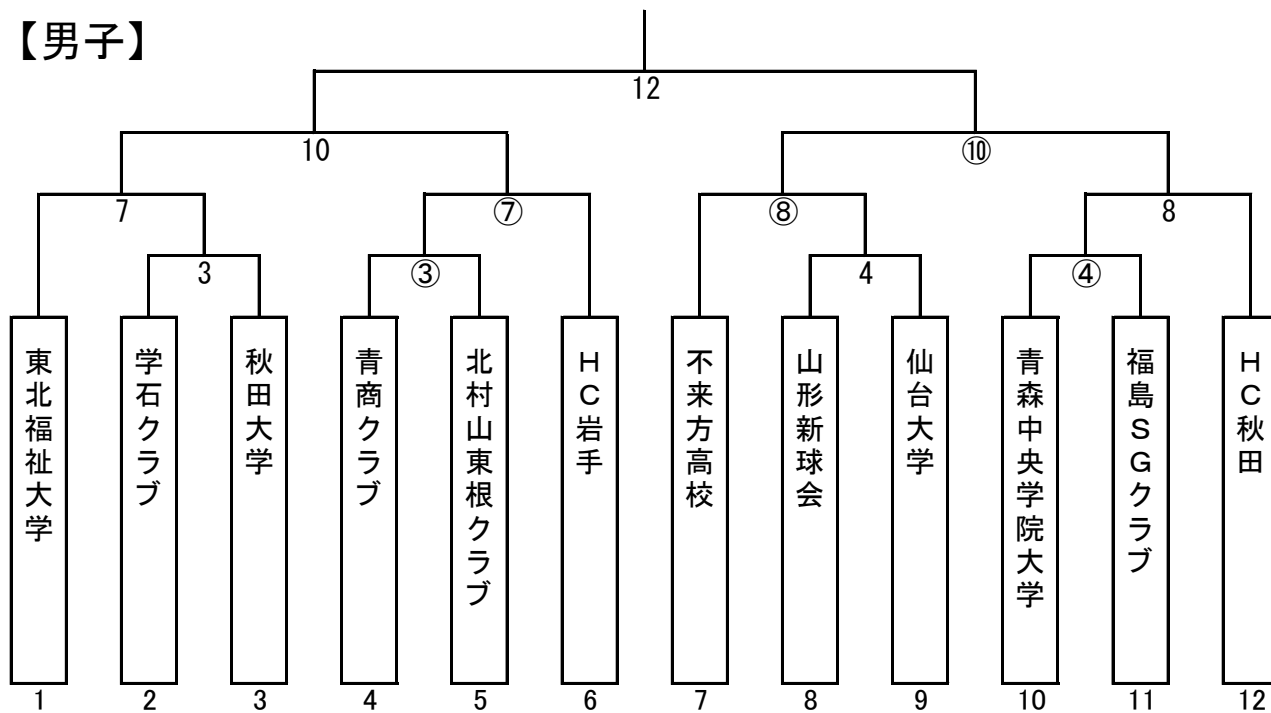 【男子】
12
10
⑩
7
⑦
⑧
8
3
③
4
④
東北福祉大学
学石クラブ
秋田大学
青商クラブ
北村山東根クラブ
ＨＣ岩手
不来方高校
山形新球会
仙台大学
青森中央学院大学
福島ＳＧクラブ
ＨＣ秋田
1 2 3 4 5 6 7 8 9 10 11 12